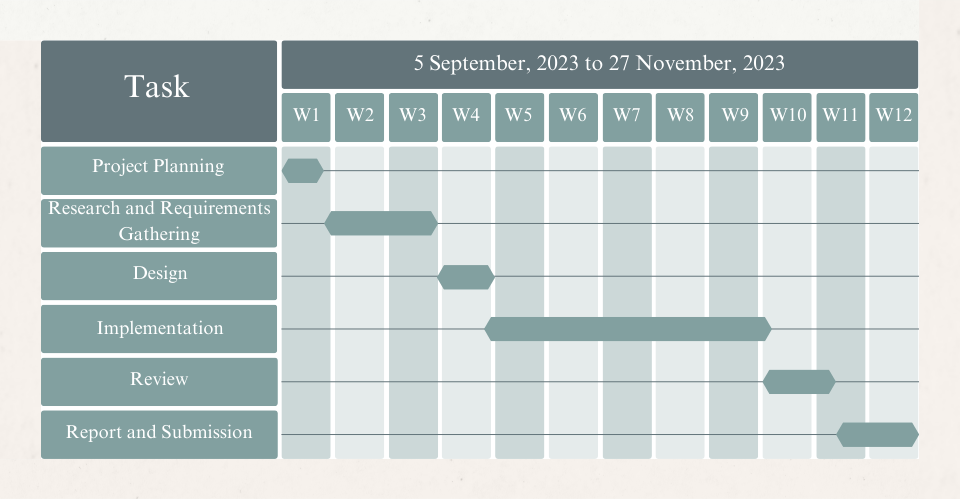 Task
5 September, 2023 to 27 November, 2023
W1 W2 W3 W4 W5 W6 W7 W8 W9 W10 W11 W12
Project Planning
Research and Requirements
Gathering
Design
Implementation
Review
Report and Submission